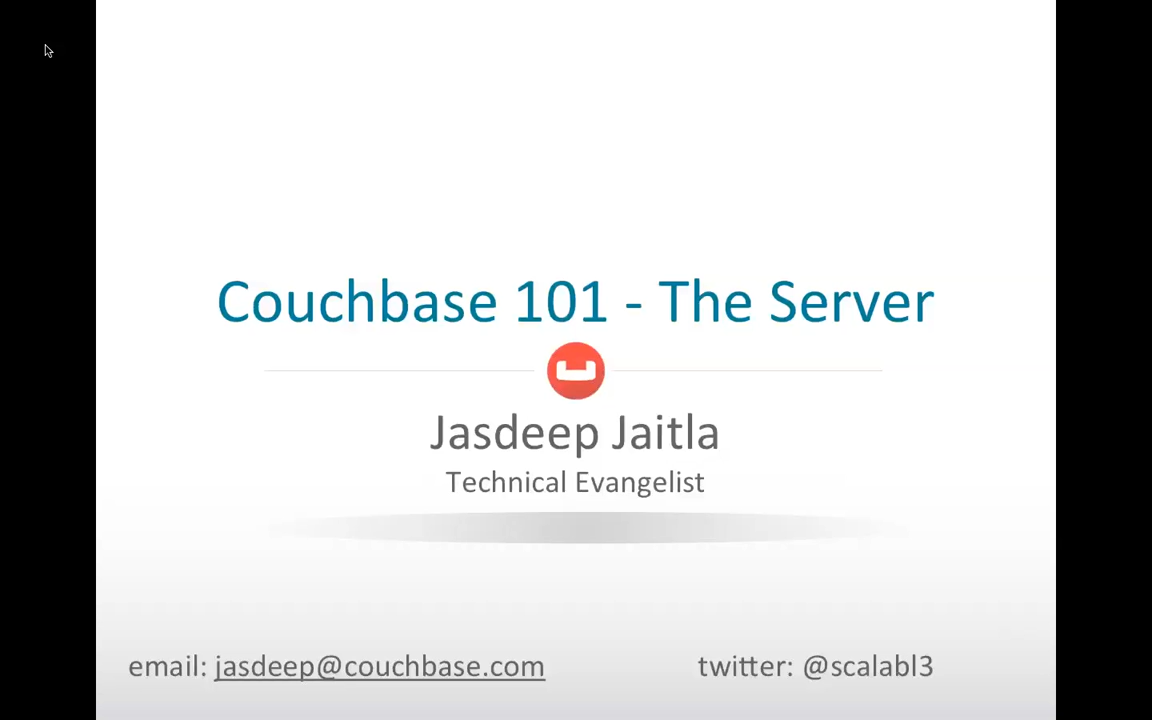 Couchbase 101 - The Server
Jasdeep Jaitla
Technical Evangelist
email: jasdeep@couchbase.com twitter: @scalabl3